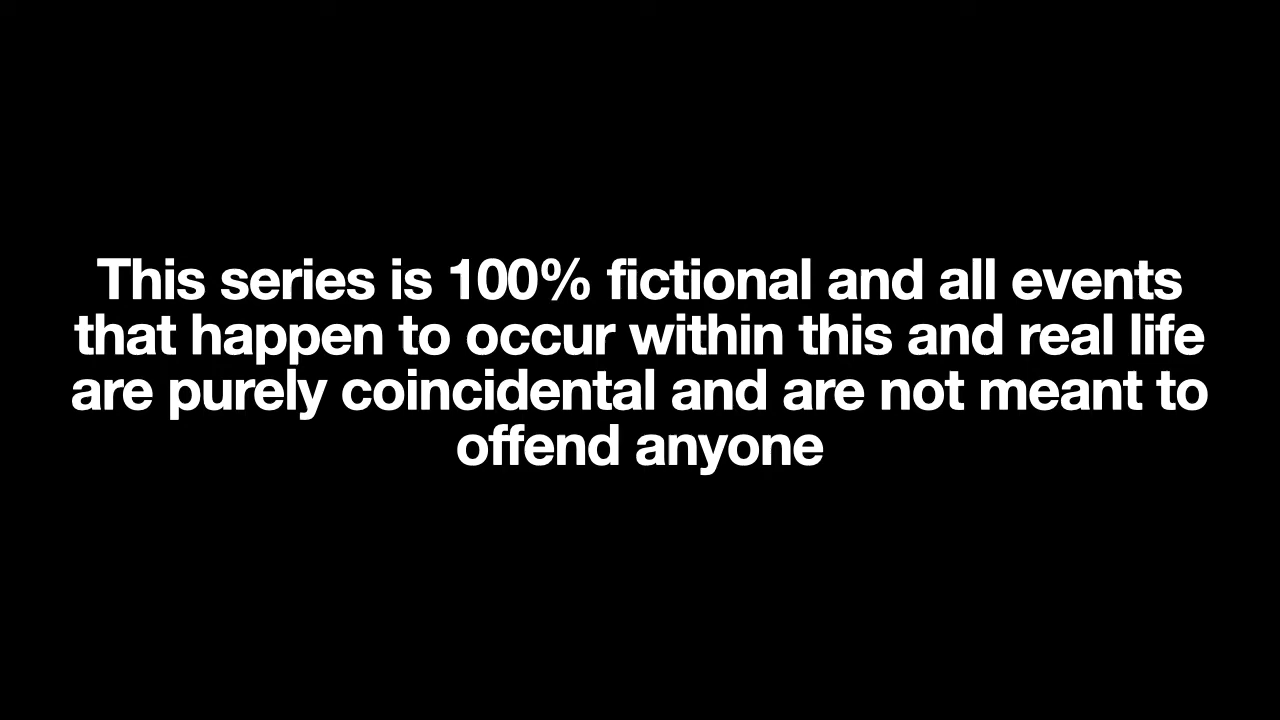 This series is 100% fictional and all events
that happen to occur within this and real life
are purely coincidental and are not meant to
offend anyone